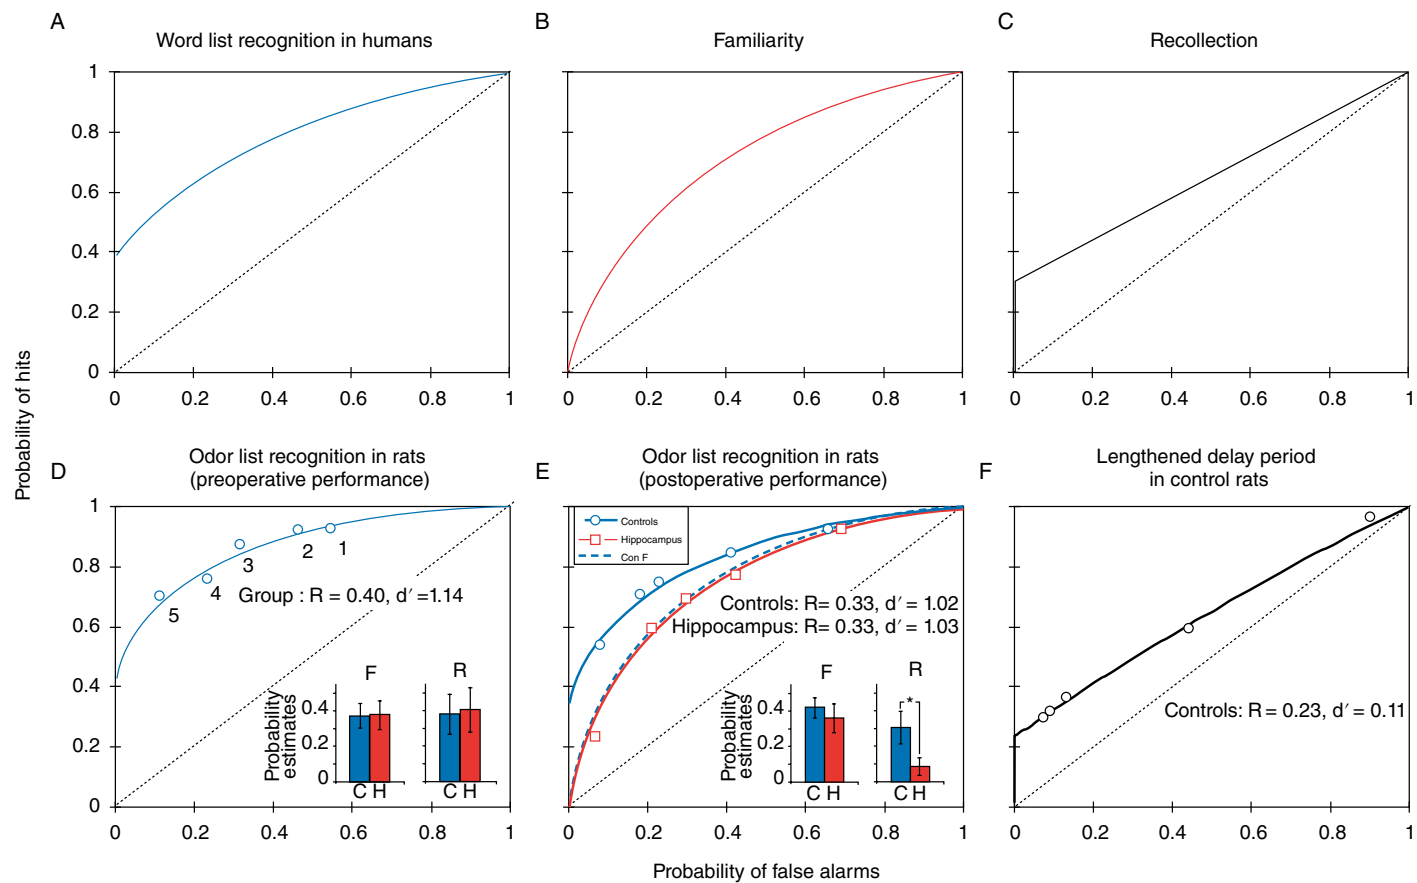 A
Word list recognition in humans
B
Familiarity
C
Recollection
1
0.8
0.6
0.4
0.2
0
0 0.2 0.4 0.6 0.8 1
0 0.2 0.4 0.6 0.8 1
0 0.2 0.4 0.6 0.8 1
Probability of hits
D
Odor list recognition in rats
(preoperative performance)
1
0.8
0.6
0.4
0.2
0
5
4
3
2
1
Group : R = 0.40, d′ =1.14
Probability
estimates
0.4
0.2
0
F
C H
R
C H
0 0.2 0.4 0.6 0.8 1
E
Odor list recognition in rats
(postoperative performance)
Controls
Hippocampus
Con F
Controls: R= 0.33, d′ = 1.02
Hippocampus: R= 0.33, d′ = 1.03
Probability
estimates
0.4
0.2
0
F
C H
R
*
C H
0 0.2 0.4 0.6 0.8 1
F
Lengthened delay period
in control rats
Controls: R = 0.23, d′ = 0.11
0 0.2 0.4 0.6 0.8 1
Probability of false alarms